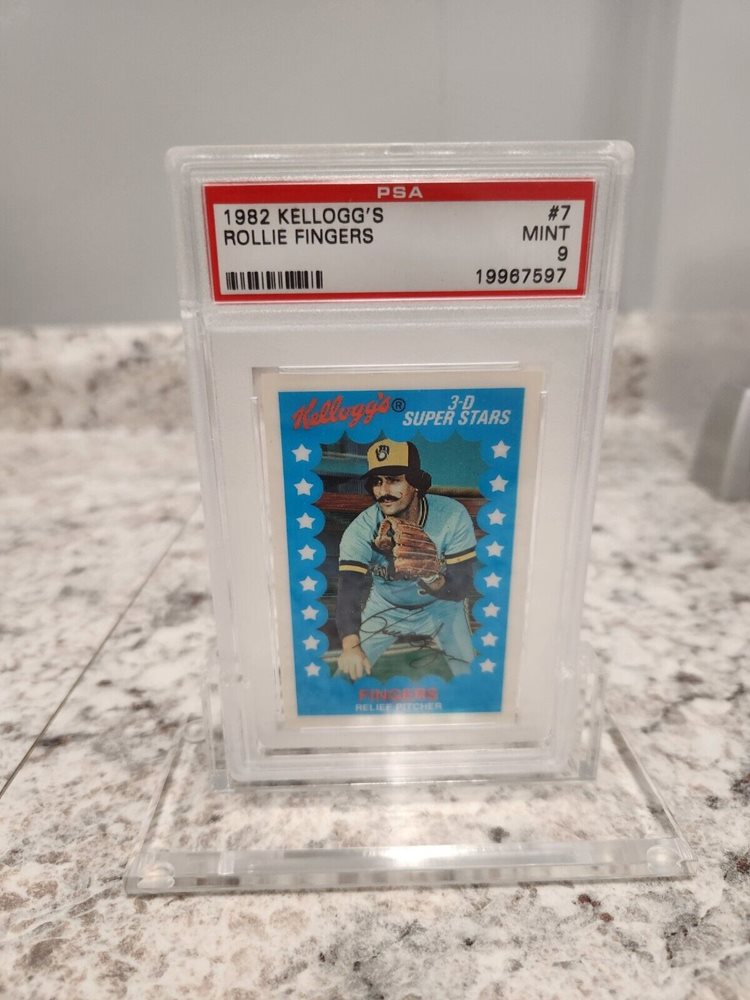 PSA
1982 KELLOGG'S #7
ROLLIE FINGERS MINT
9
19967597
Kellogg's® 3-D
SUPER STARS
FINGERS
RELIEF PITCHER